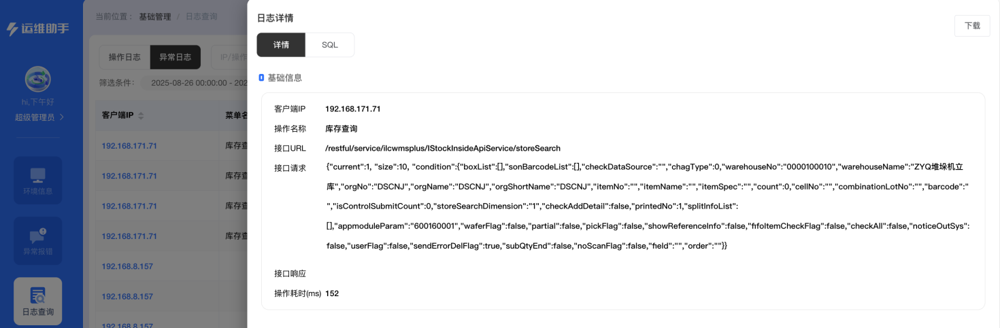 运维助手
hi,下午好
超级管理员
环境信息
异常报错
日志查询
当前位置： 基础管理 / 日志查询
操作日志 异常日志 IP/操作
筛选条件： 2025-08-26 00:00:00 - 202
客户端IP 菜单名
192.168.171.71 库存查
192.168.171.71 库存查
192.168.171.71 库存查
192.168.171.71 库存查
192.168.8.157
192.168.8.157
192.168.8.157
日志详情
下载
详情 SQL
基础信息
客户端IP 192.168.171.71
操作名称 库存查询
接口URL /restful/service/ilcwmsplus/IStockInsideApiService/storeSearch
接口请求 {"current":1, "size":10, "condition":{"boxList":[],"sonBarcodeList":[],"checkDataSource":"","chagType":0,"warehouseNo":"0000100010","warehouseName":"ZYQ堆垛机立
库","orgNo":"DSCNJ","orgName":"DSCNJ","orgShortName":"DSCNJ","itemNo":"","itemName":"","itemSpec":"","count":0,"cellNo":"","combinationLotNo":"","barcode":"
","isControlSubmitCount":0,"storeSearchDimension":"1","checkAddDetail":false,"printedNo":1,"splitInfoList":
[],"appmoduleParam":"600160001","waferFlag":false,"partial":false,"pickFlag":false,"showReferenceInfo":false,"fifoItemCheckFlag":false,"checkAll":false,"noticeOutSys":
false,"userFlag":false,"sendErrorDelFlag":true,"subQtyEnd":false,"noScanFlag":false,"field":"","order":""}}
接口响应
操作耗时(ms) 152